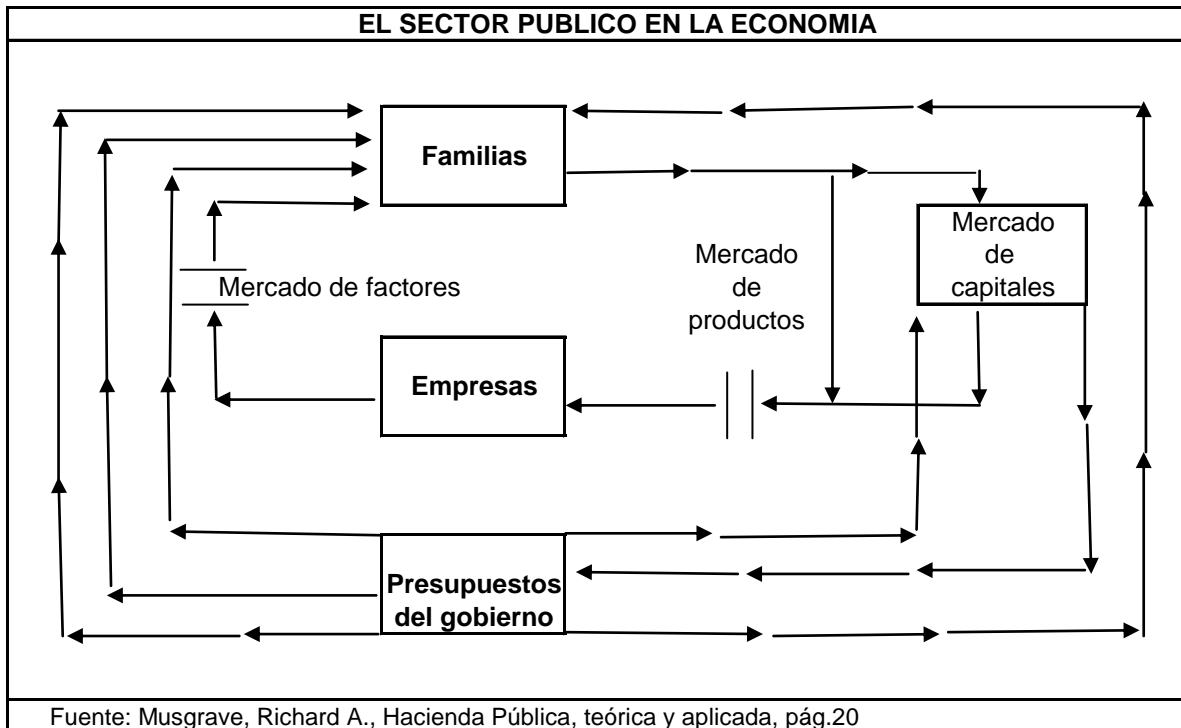 EL SECTOR PUBLICO EN LA ECONOMIA
Familias
Mercado
de
capitales
Mercado de factores
Mercado
de
productos
Empresas
Presupuestos
del gobierno
Fuente: Musgrave, Richard A., Hacienda Pública, teórica y aplicada, pág.20